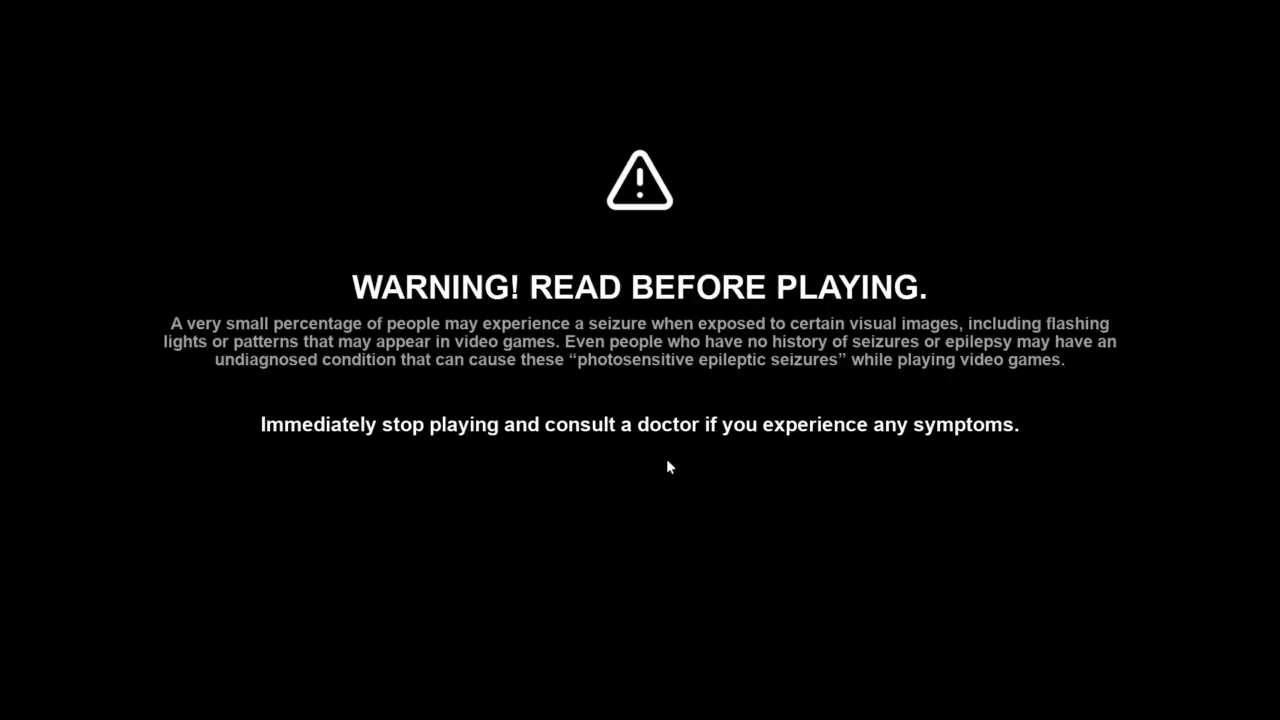 WARNING! READ BEFORE PLAYING.
A very small percentage of people may experience a seizure when exposed to certain visual images, including flashing
lights or patterns that may appear in video games. Even people who have no history of seizures or epilepsy may have an
undiagnosed condition that can cause these “photosensitive epileptic seizures” while playing video games.
Immediately stop playing and consult a doctor if you experience any symptoms.